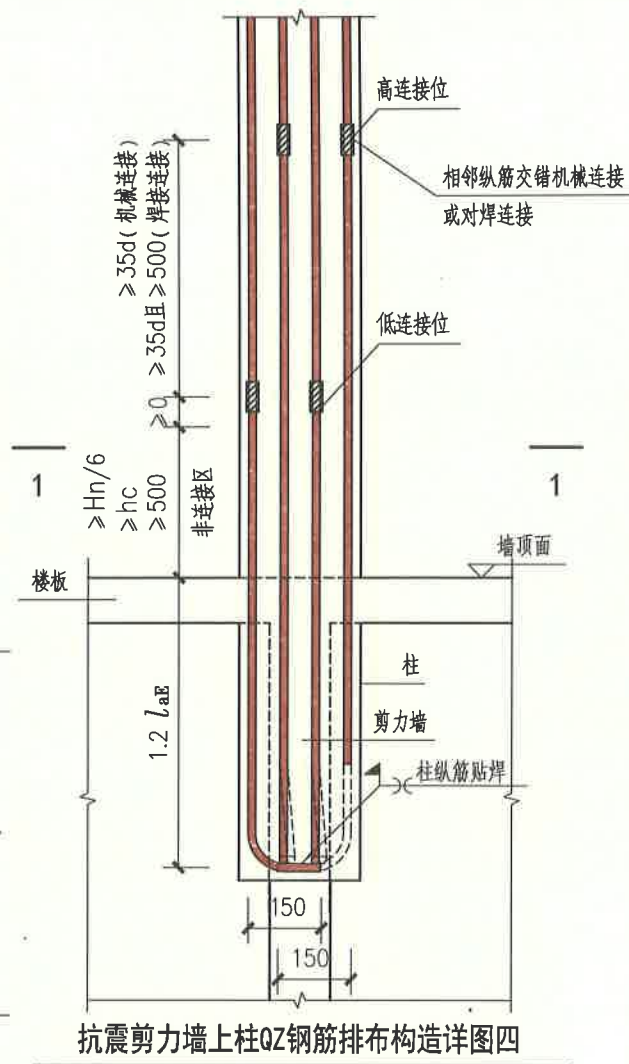 高连接位
相邻纵筋交错机械连接
或对焊连接
≥35d(机械连接)
≥35d且≥500(焊接连接)
低连接位
≥0
1
1
≥Hn/6
≥hc
≥500
非连接区
墙顶面
楼板
柱
1.2 laE
剪力墙
柱纵筋贴焊
150
150
抗震剪力墙上柱QZ钢筋排布构造详图四